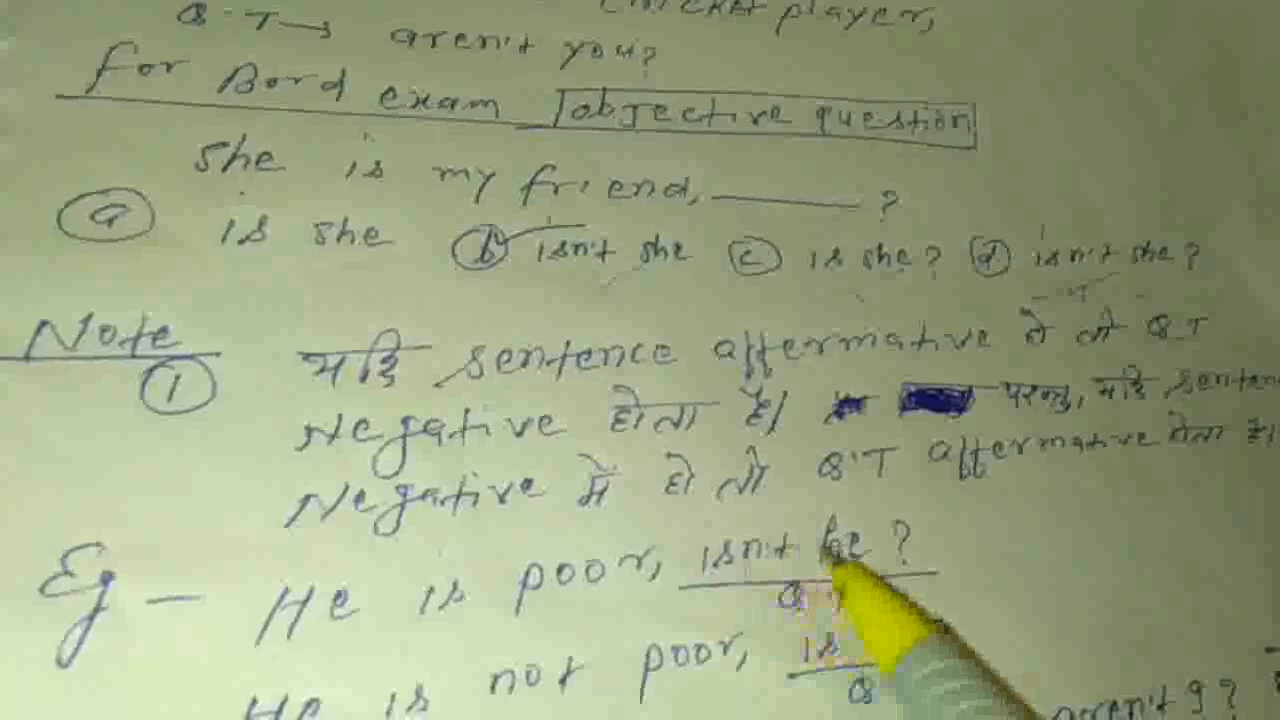 Q.T→ aren't you? cricket player,
For Bord exam objective question
She is my friend, ______ ?
ⓐ is she ⓑ isn't she ⓒ is she? ⓓ isn't she?
Note
① यदि sentence affermative हो तो Q.T
Negative होता है। परन्तु, यदि senten
Negative में हो तो Q.T affermative होता है।
Eg — He is poor, isn't he?
Q
He is not poor, is
Q
aren't I?